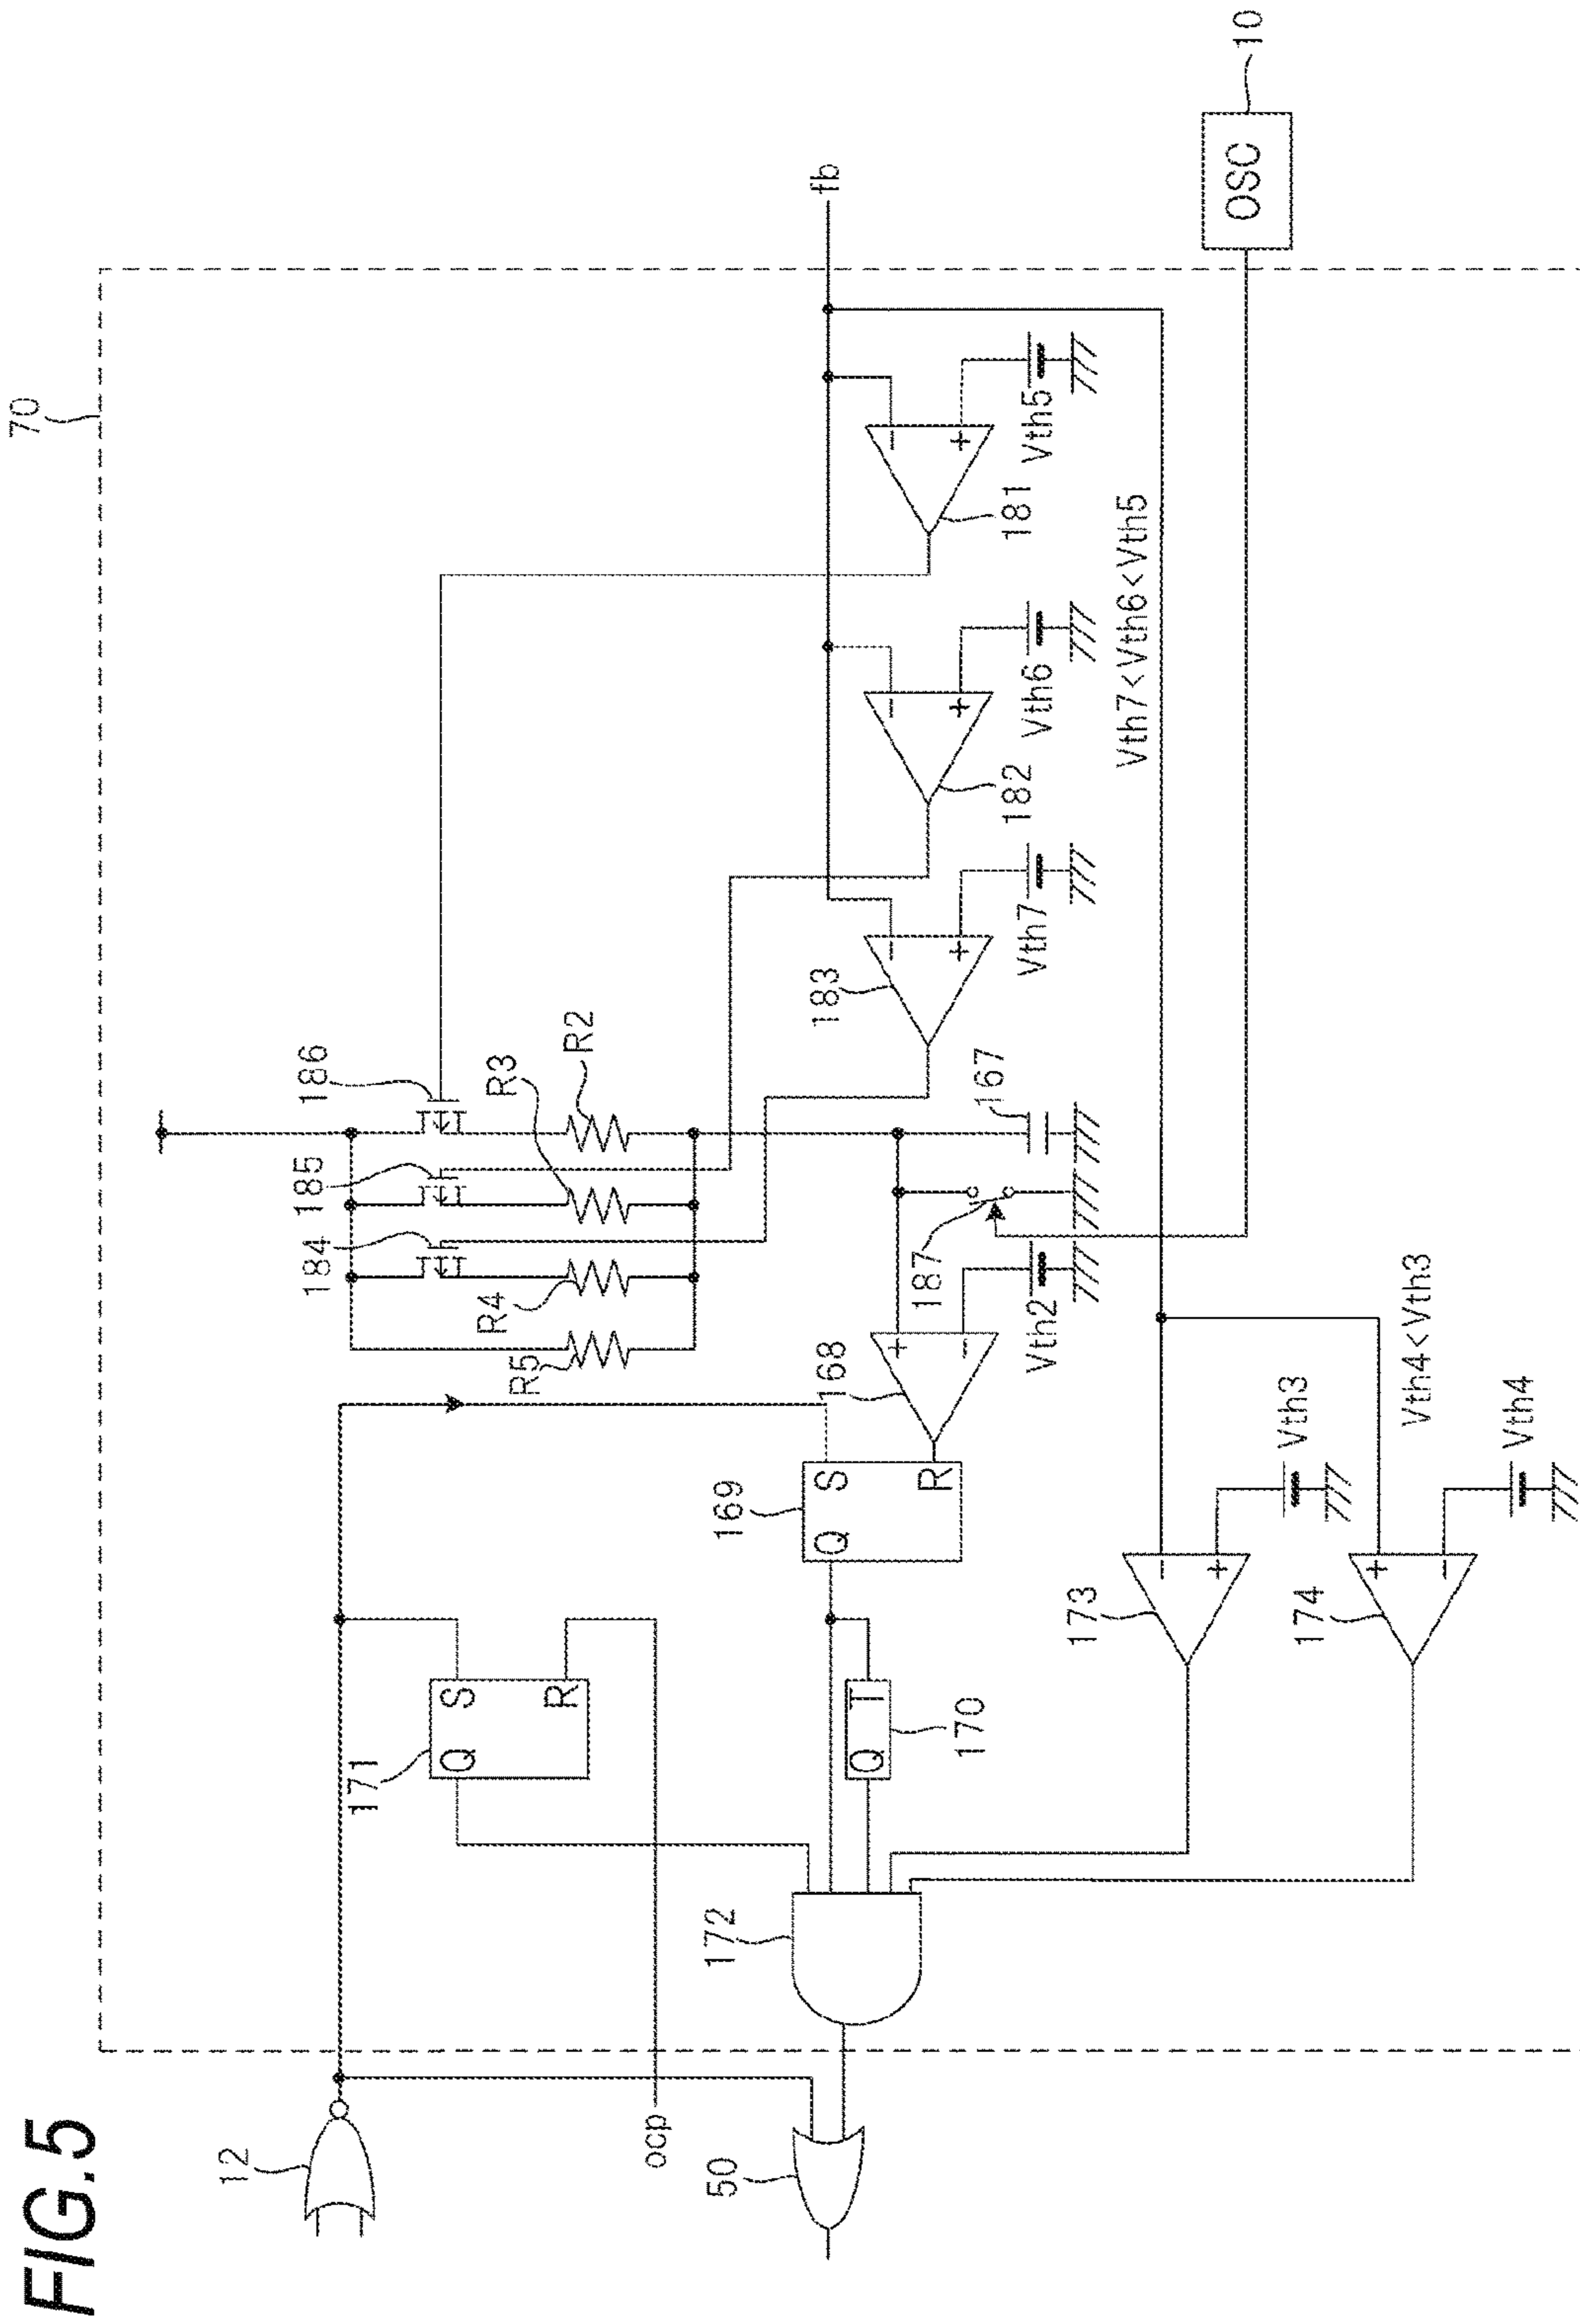 FIG.5
70
12
171
S
Q
R
ocp
50
172
169
S
Q
R
Q
T
170
168
+
−
R5
R4
R3
R2
184
185
186
187
Vth2
167
183
−
+
Vth7
182
−
+
Vth6
181
−
+
Vth5
Vth7<Vth6<Vth5
fb
OSC
10
173
−
+
Vth3
Vth4<Vth3
174
+
−
Vth4